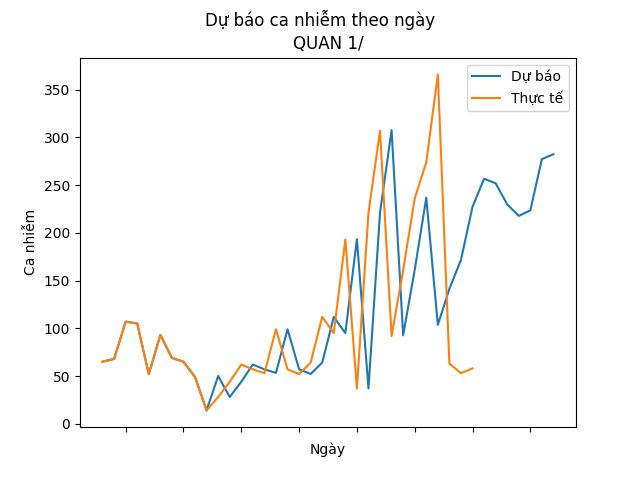 Dự báo ca nhiễm theo ngày
QUAN 1/
Dự báo
Thực tế
350
300
250
200
150
100
50
0
Ca nhiễm
Ngày